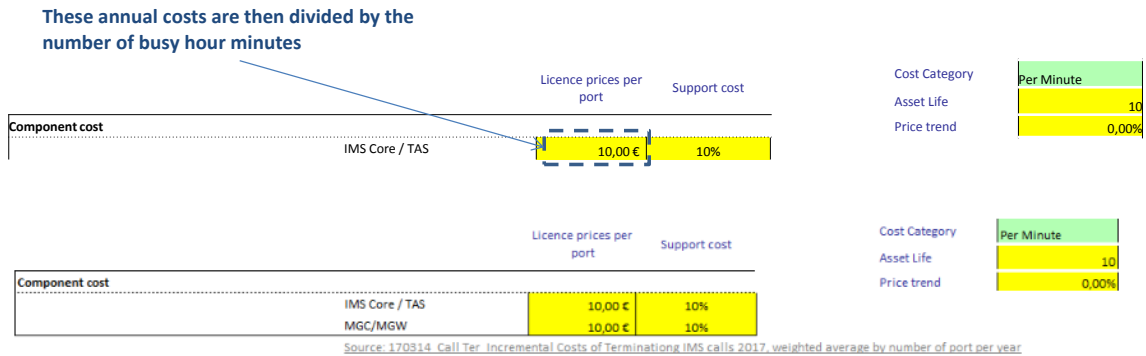 These annual costs are then divided by the
number of busy hour minutes
Licence prices per
port
Support cost
Cost Category
Per Minute
Asset Life
10
Component cost
Price trend
0,00%
IMS Core / TAS
10,00 €
10%
Licence prices per
port
Support cost
Cost Category
Per Minute
Asset Life
10
Component cost
Price trend
0,00%
IMS Core / TAS
10,00 €
10%
MGC/MGW
10,00 €
10%
Source: 170314_Call Ter_Incremental Costs of Terminationg IMS calls 2017, weighted average by number of port per year